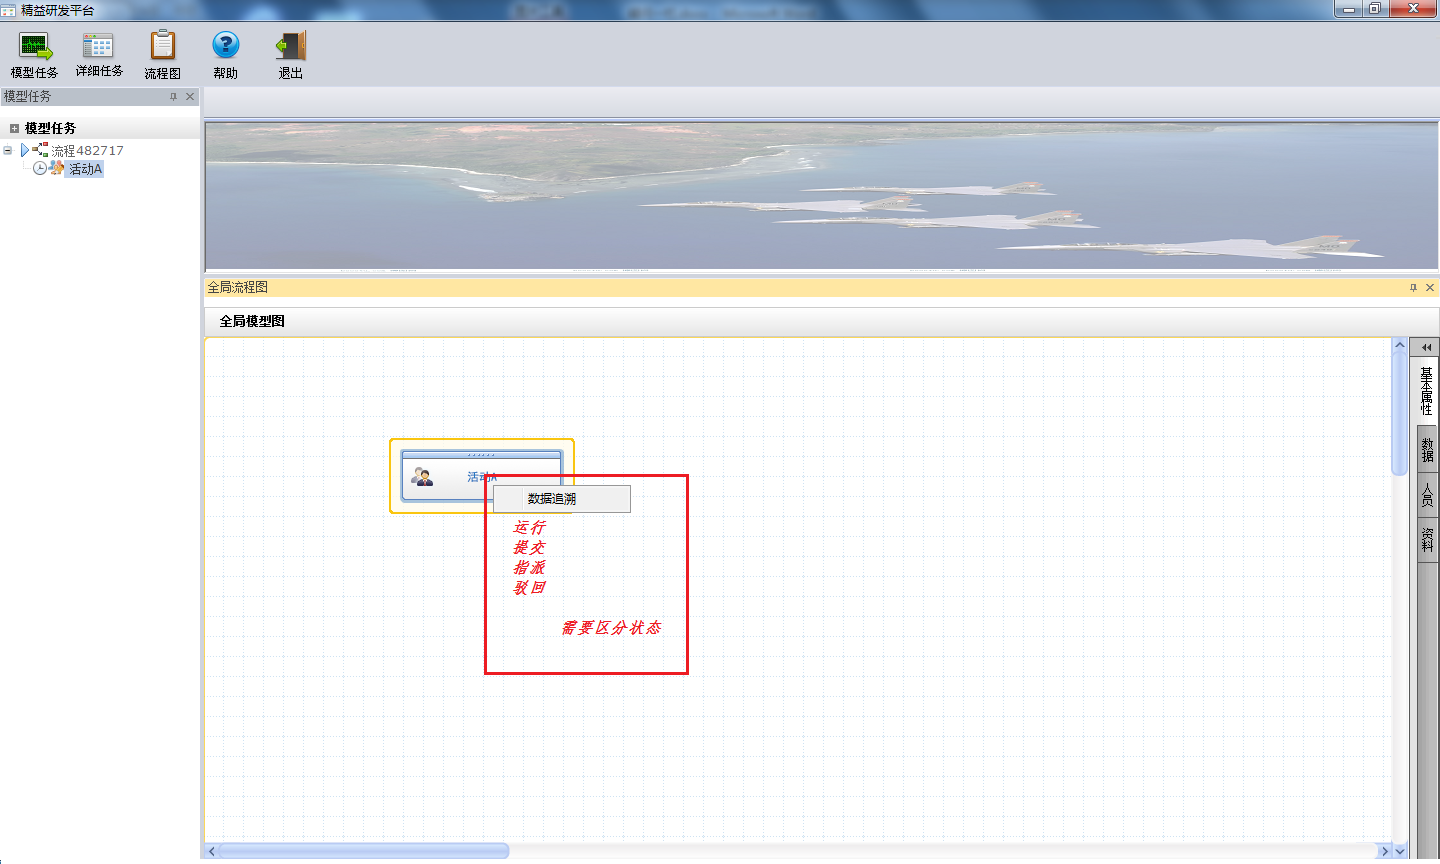 精益研发平台
模型任务
详细任务
流程图
帮助
退出
模型任务
模型任务
流程482717
活动A
全局流程图
全局模型图
活动A
数据追溯
运行
提交
指派
驳回
需要区分状态
基本属性
数据
人员
资料